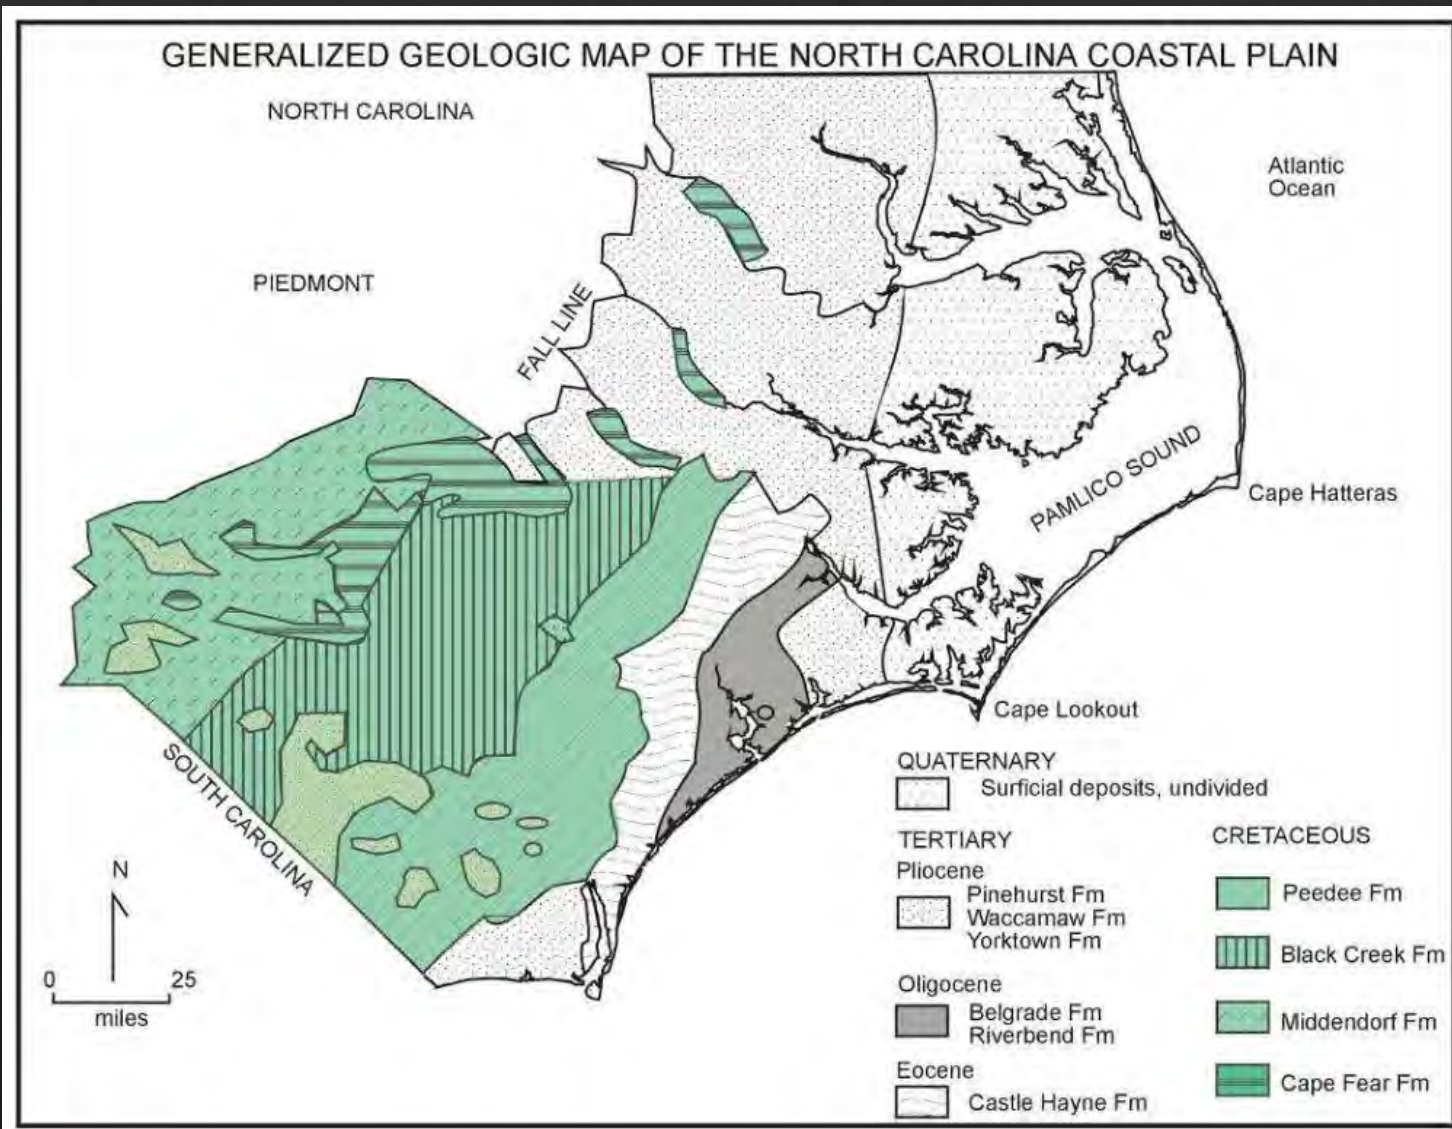 GENERALIZED GEOLOGIC MAP OF THE NORTH CAROLINA COASTAL PLAIN
NORTH CAROLINA
Atlantic
Ocean
PIEDMONT
FALL LINE
PAMLICO SOUND
Cape Hatteras
Cape Lookout
SOUTH CAROLINA
N
0 25
miles
QUATERNARY
Surficial deposits, undivided
TERTIARY
Pliocene
Pinehurst Fm
Waccamaw Fm
Yorktown Fm
Oligocene
Belgrade Fm
Riverbend Fm
Eocene
Castle Hayne Fm
CRETACEOUS
Peedee Fm
Black Creek Fm
Middendorf Fm
Cape Fear Fm